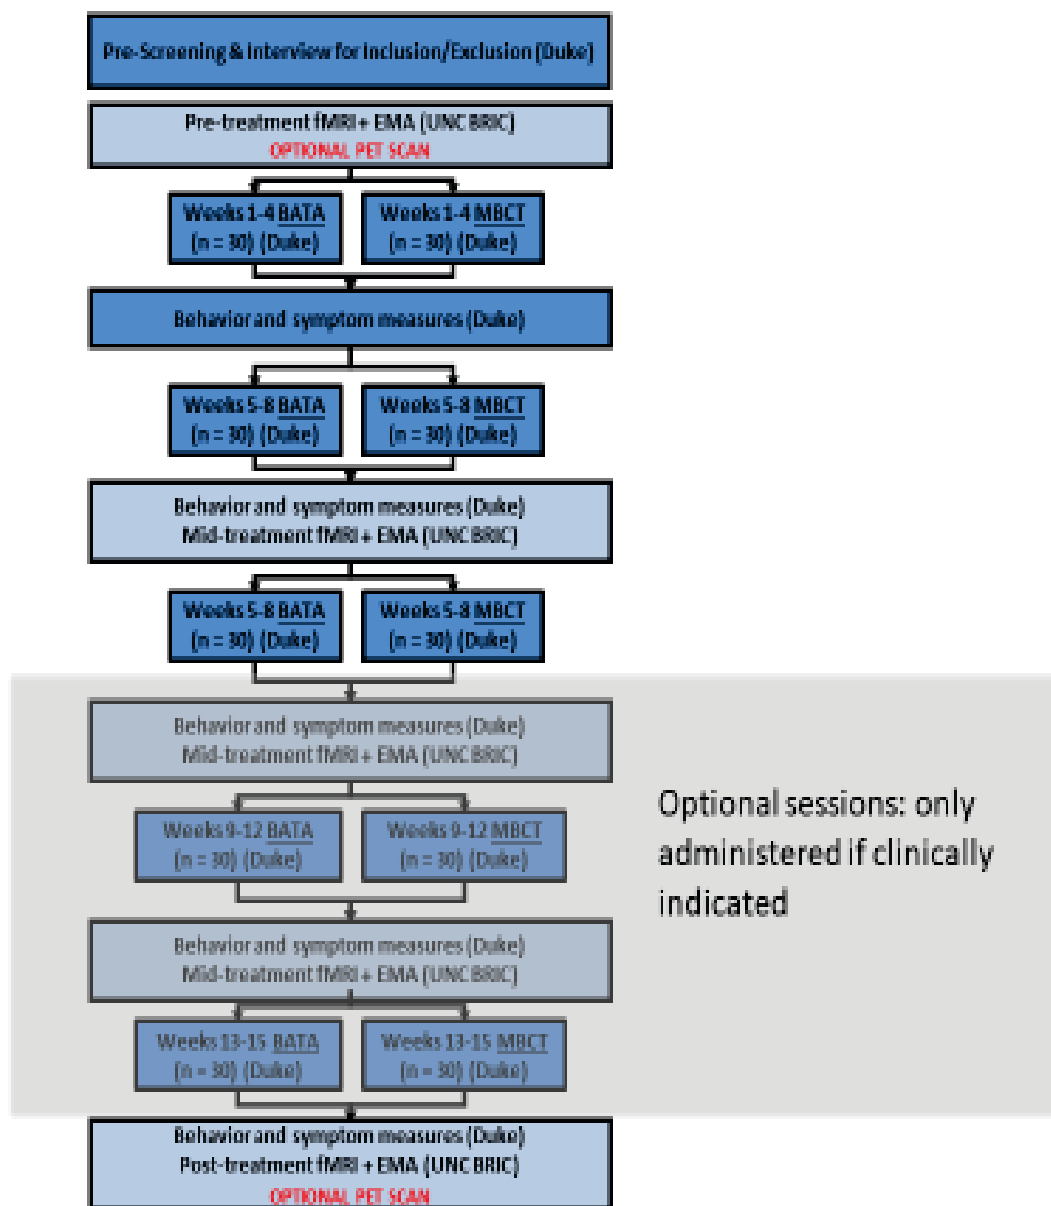 Pre-Screening & Interview for Inclusion/Exclusion (Duke)
Pre-treatment fMRI + EMA (UNC BRIC)
OPTIONAL PET SCAN
Weeks 1-4 BATA
(n = 30) (Duke)
Weeks 1-4 MBCT
(n = 30) (Duke)
Behavior and symptom measures (Duke)
Weeks 5-8 BATA
(n = 30) (Duke)
Weeks 5-8 MBCT
(n = 30) (Duke)
Behavior and symptom measures (Duke)
Mid-treatment fMRI + EMA (UNC BRIC)
Weeks 5-8 BATA
(n = 30) (Duke)
Weeks 5-8 MBCT
(n = 30) (Duke)
Behavior and symptom measures (Duke)
Mid-treatment fMRI + EMA (UNC BRIC)
Weeks 9-12 BATA
(n = 30) (Duke)
Weeks 9-12 MBCT
(n = 30) (Duke)
Optional sessions: only
administered if clinically
indicated
Behavior and symptom measures (Duke)
Mid-treatment fMRI + EMA (UNC BRIC)
Weeks 13-15 BATA
(n = 30) (Duke)
Weeks 13-15 MBCT
(n = 30) (Duke)
Behavior and symptom measures (Duke)
Post-treatment fMRI + EMA (UNC BRIC)
OPTIONAL PET SCAN